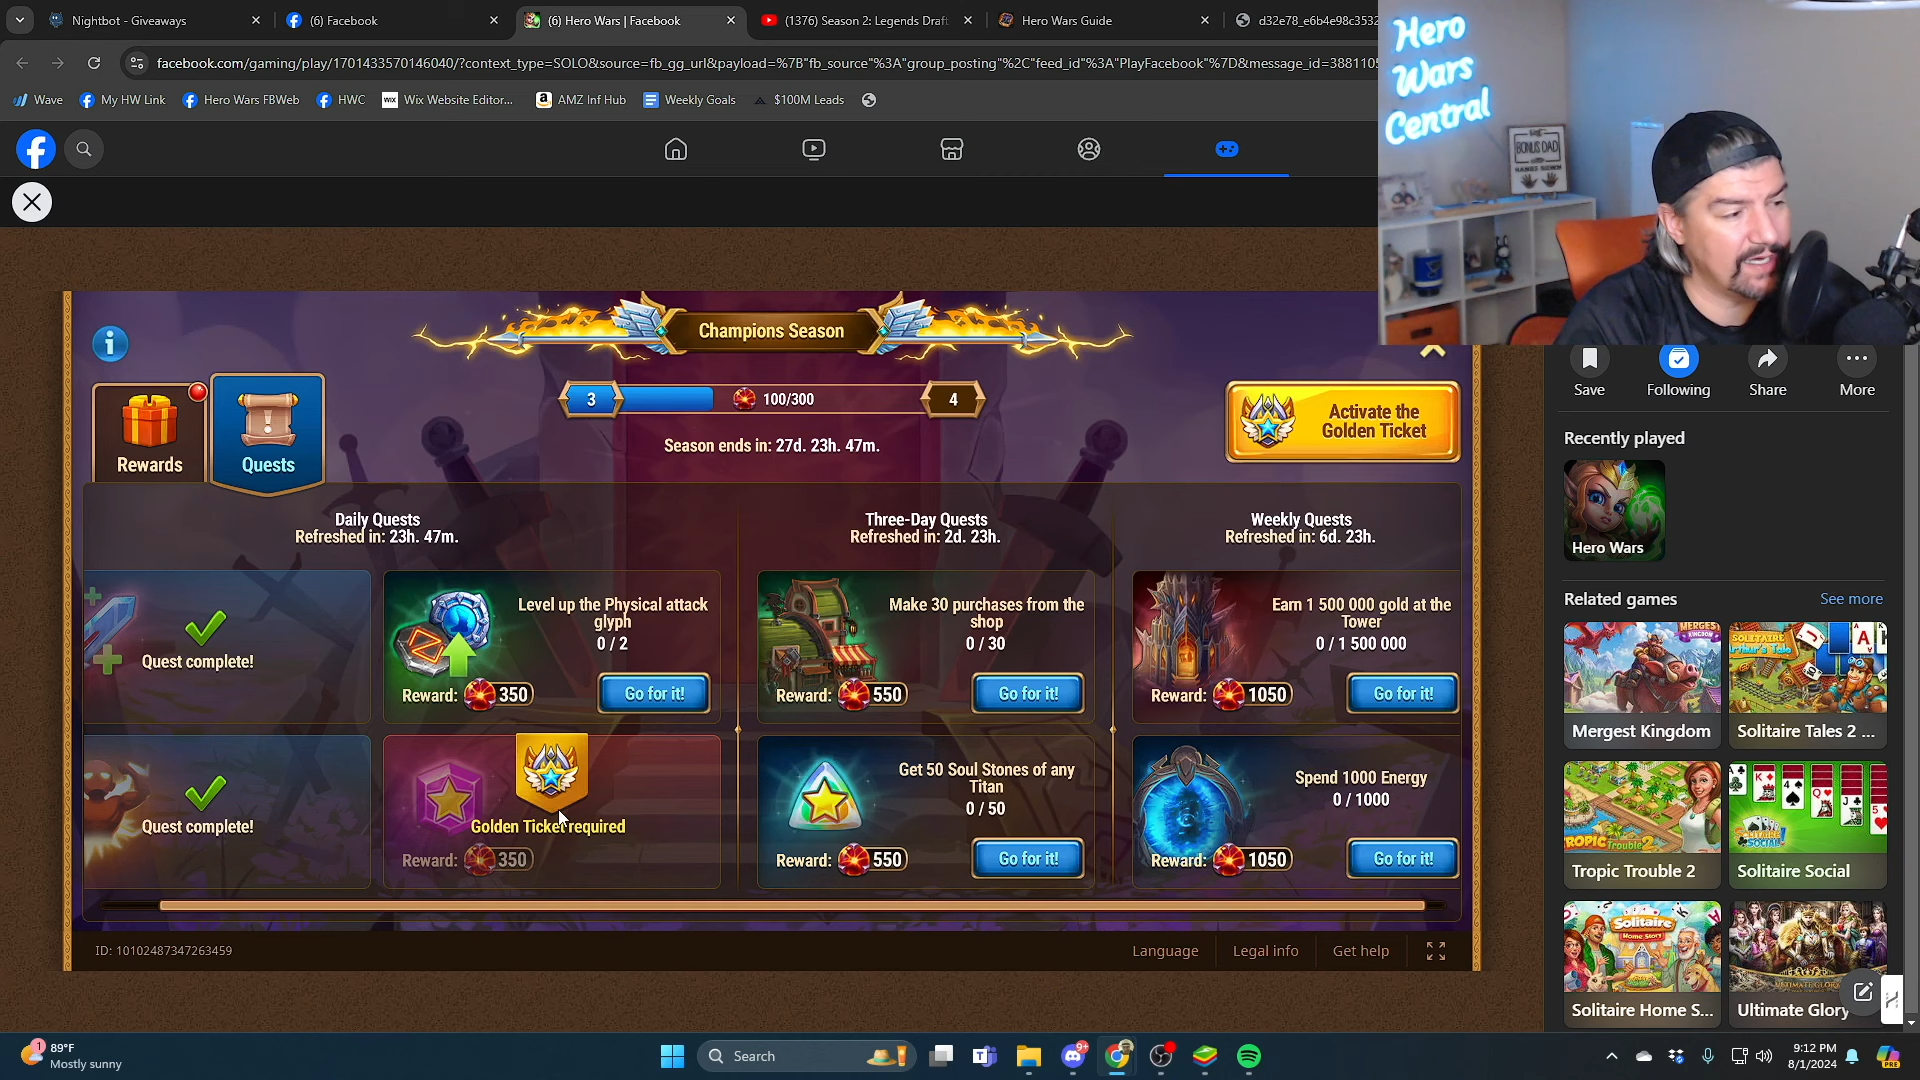 Nightbot - Giveaways
(6) Facebook
(6) Hero Wars | Facebook
(1376) Season 2: Legends Draft
Hero Wars Guide
d32e78_e6b4e98c3532
facebook.com/gaming/play/1701433570146040/?context_type=SOLO&source=fb_gg_url&payload=%7B"fb_source"%3A"group_posting"%2C"feed_id"%3A"PlayFacebook"%7D&message_id=3881105
Wave
My HW Link
Hero Wars FBWeb
HWC
WIX
Wix Website Editor...
AMZ Inf Hub
Weekly Goals
$100M Leads
Hero
Wars
Central
BONUS DAD
Champions Season
3
100/300
4
Season ends in: 27d. 23h. 47m.
Activate the
Golden Ticket
Rewards
Quests
Daily Quests
Refreshed in: 23h. 47m.
Three-Day Quests
Refreshed in: 2d. 23h.
Weekly Quests
Refreshed in: 6d. 23h.
Quest complete!
Level up the Physical attack
glyph
0 / 2
Reward: 350
Go for it!
Make 30 purchases from the
shop
0 / 30
Reward: 550
Go for it!
Earn 1 500 000 gold at the
Tower
0 / 1 500 000
Reward: 1050
Go for it!
Quest complete!
Golden Ticket required
Reward: 350
Get 50 Soul Stones of any
Titan
0 / 50
Reward: 550
Go for it!
Spend 1000 Energy
0 / 1000
Reward: 1050
Go for it!
ID: 10102487347263459
Language
Legal info
Get help
Save
Following
Share
More
Recently played
Hero Wars
Related games
See more
Mergest Kingdom
Solitaire Tales 2 ...
Tropic Trouble 2
Solitaire Social
Solitaire Home S...
Ultimate Glory
1
89°F
Mostly sunny
Search
9+
9:12 PM
8/1/2024